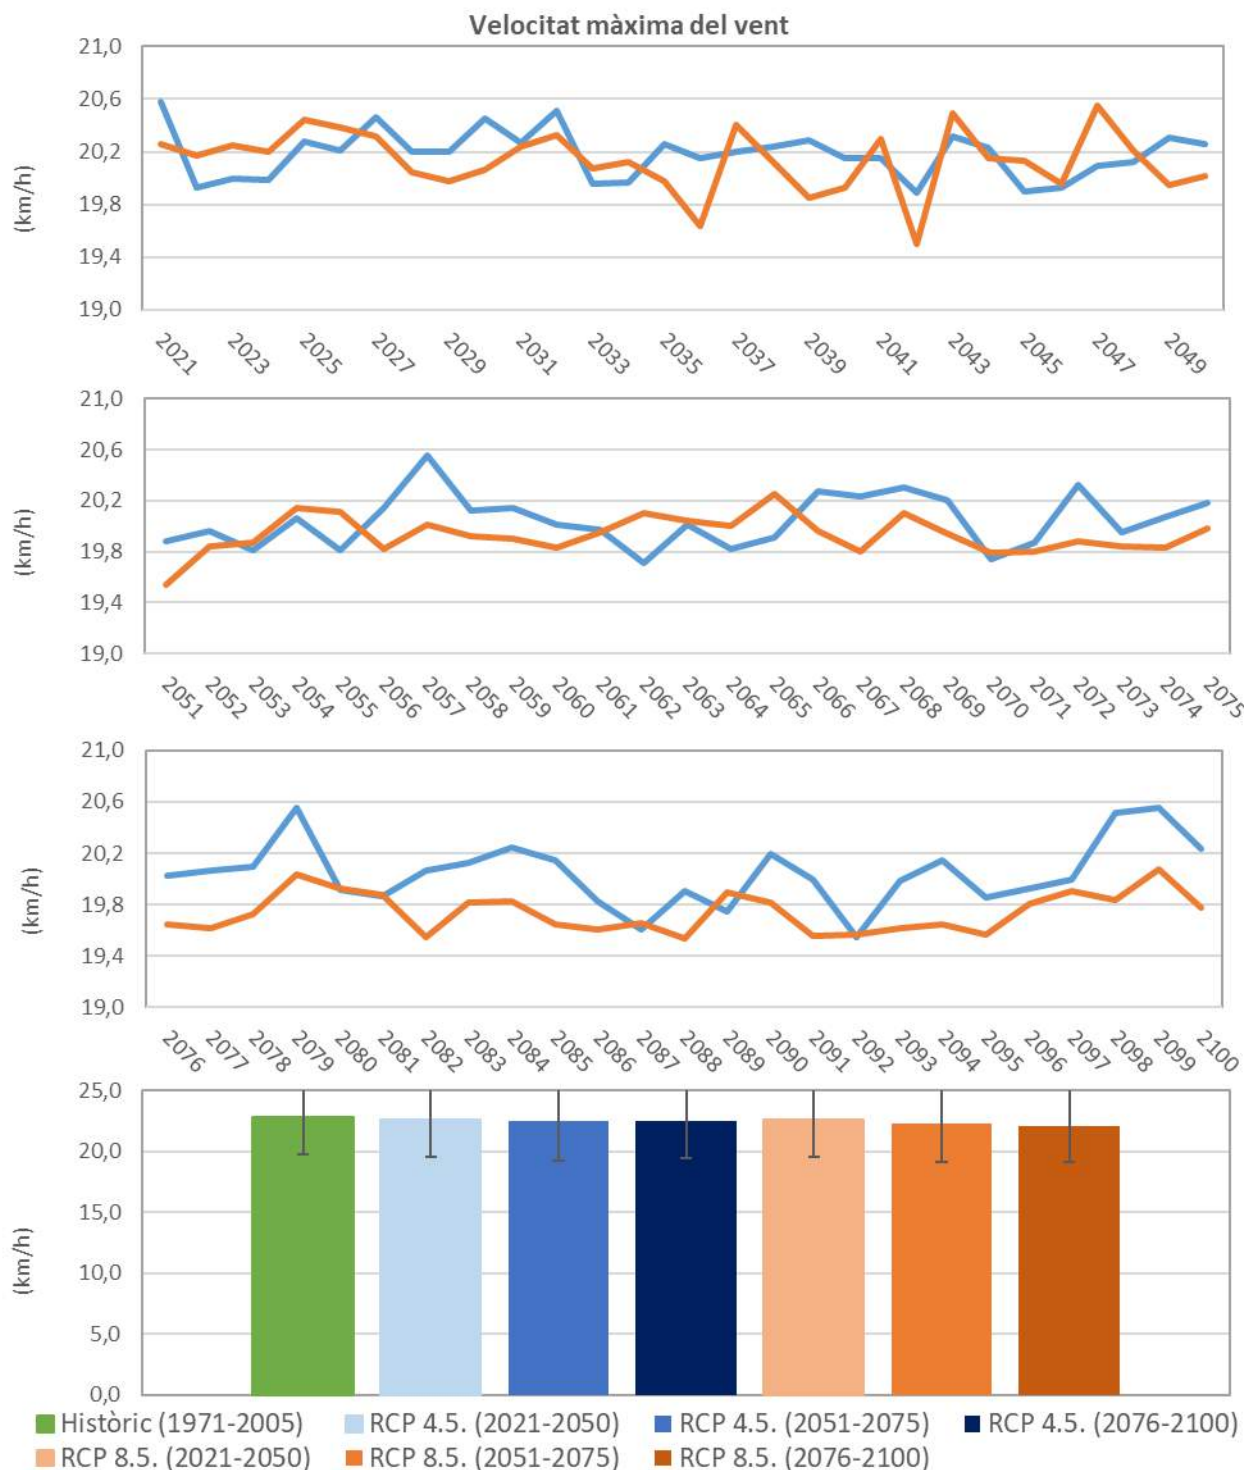 Velocitat màxima del vent
21,0
20,6
20,2
19,8
19,4
19,0
(km/h)
2021 2023 2025 2027 2029 2031 2033 2035 2037 2039 2041 2043 2045 2047 2049
21,0
20,6
20,2
19,8
19,4
19,0
(km/h)
2051 2052 2053 2054 2055 2056 2057 2058 2059 2060 2061 2062 2063 2064 2065 2066 2067 2068 2069 2070 2071 2072 2073 2074 2075
21,0
20,6
20,2
19,8
19,4
19,0
(km/h)
2076 2077 2078 2079 2080 2081 2082 2083 2084 2085 2086 2087 2088 2089 2090 2091 2092 2093 2094 2095 2096 2097 2098 2099 2100
25,0
20,0
15,0
10,0
5,0
0,0
(km/h)
Històric (1971-2005) RCP 4.5. (2021-2050) RCP 4.5. (2051-2075) RCP 4.5. (2076-2100)
RCP 8.5. (2021-2050) RCP 8.5. (2051-2075) RCP 8.5. (2076-2100)